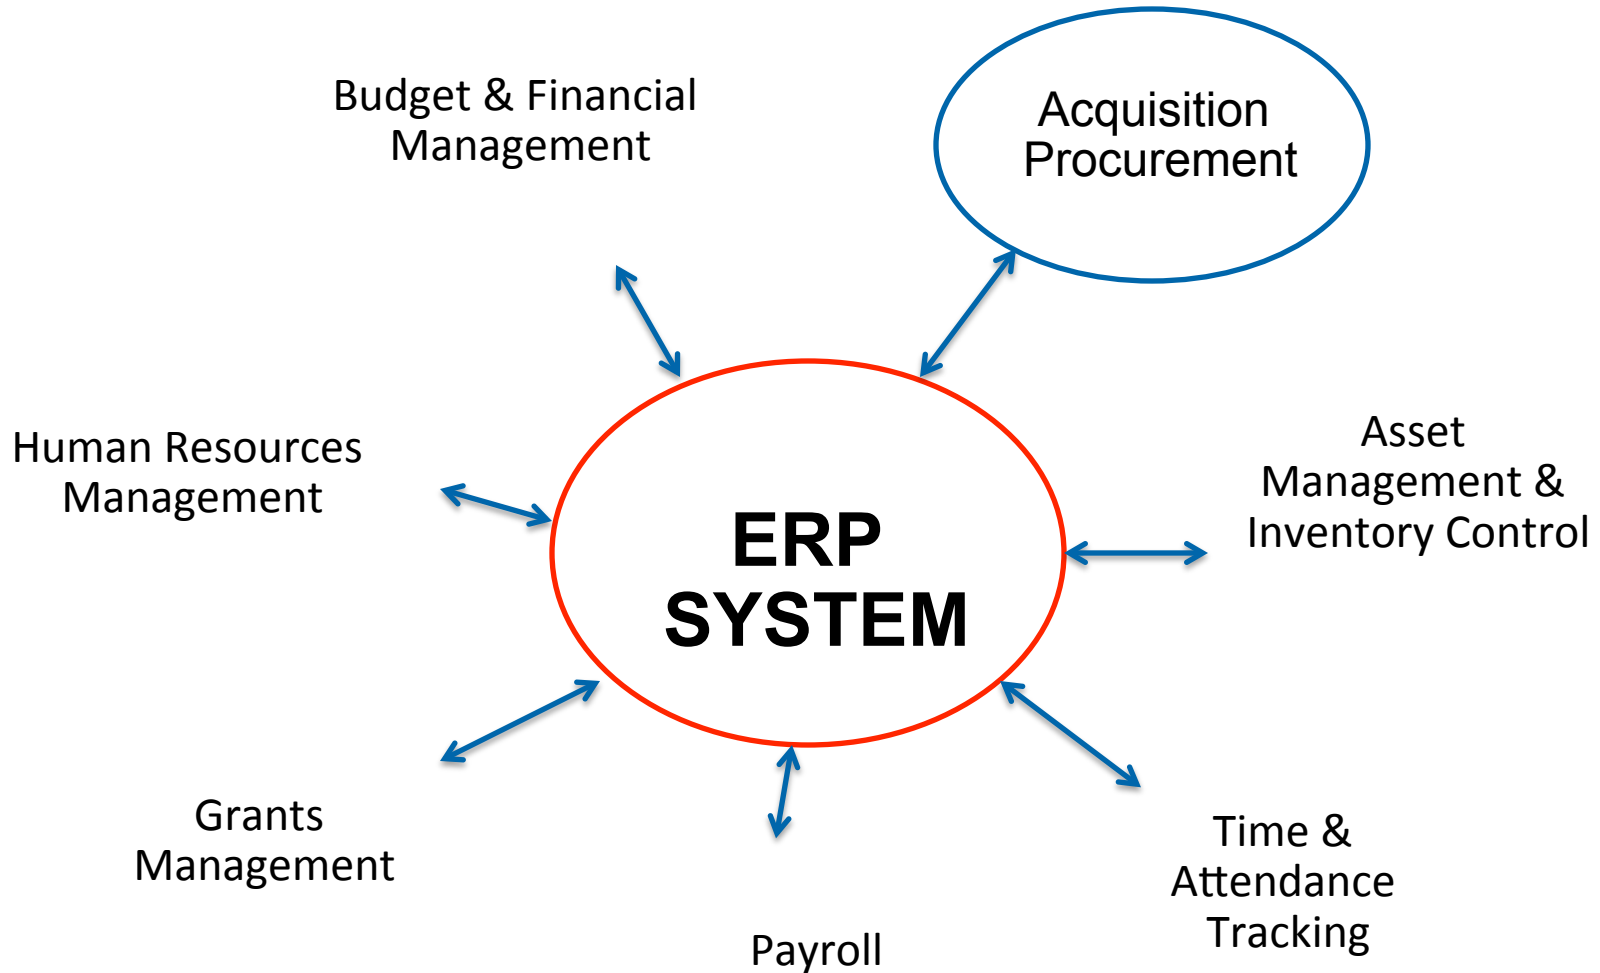 Budget & Financial
Management
Acquisition
Procurement
Human Resources
Management
Asset
Management &
Inventory Control
ERP
SYSTEM
Grants
Management
Time &
Attendance
Tracking
Payroll